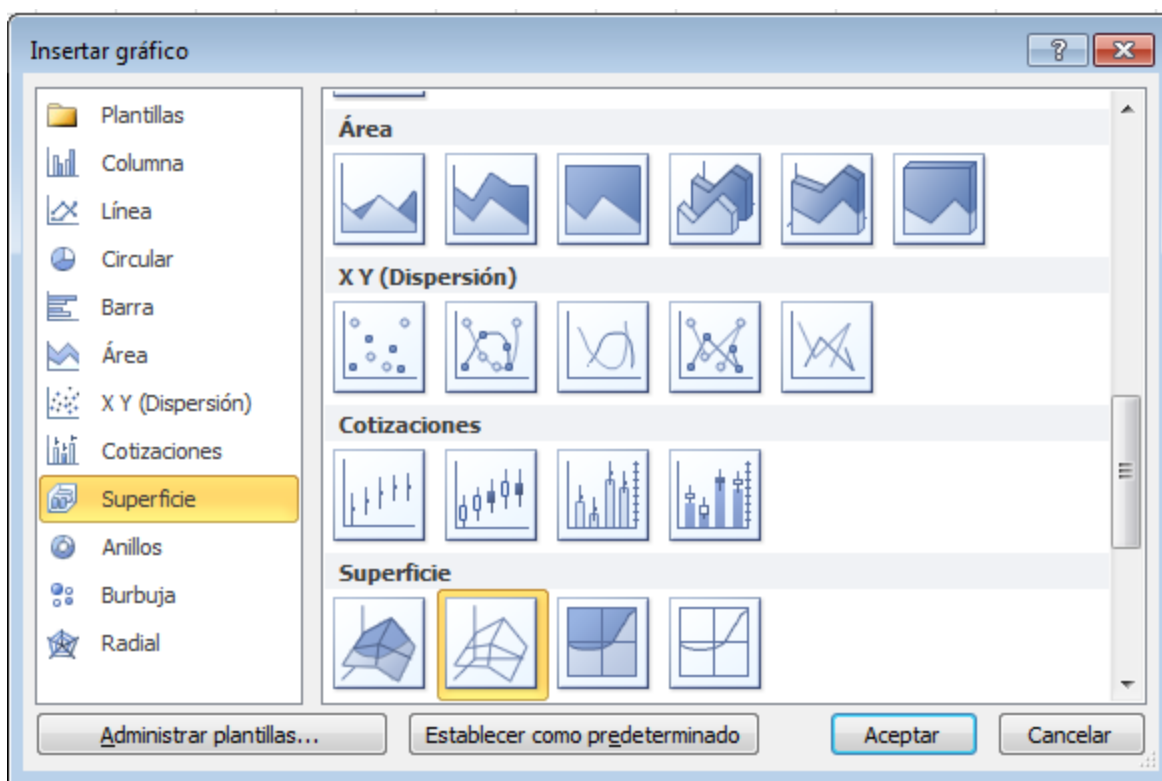 Insertar gráfico
Plantillas
Columna
Línea
Circular
Barra
Área
X Y (Dispersión)
Cotizaciones
Superficie
Anillos
Burbuja
Radial
Área
X Y (Dispersión)
Cotizaciones
Superficie
Administrar plantillas...
Establecer como predeterminado
Aceptar
Cancelar